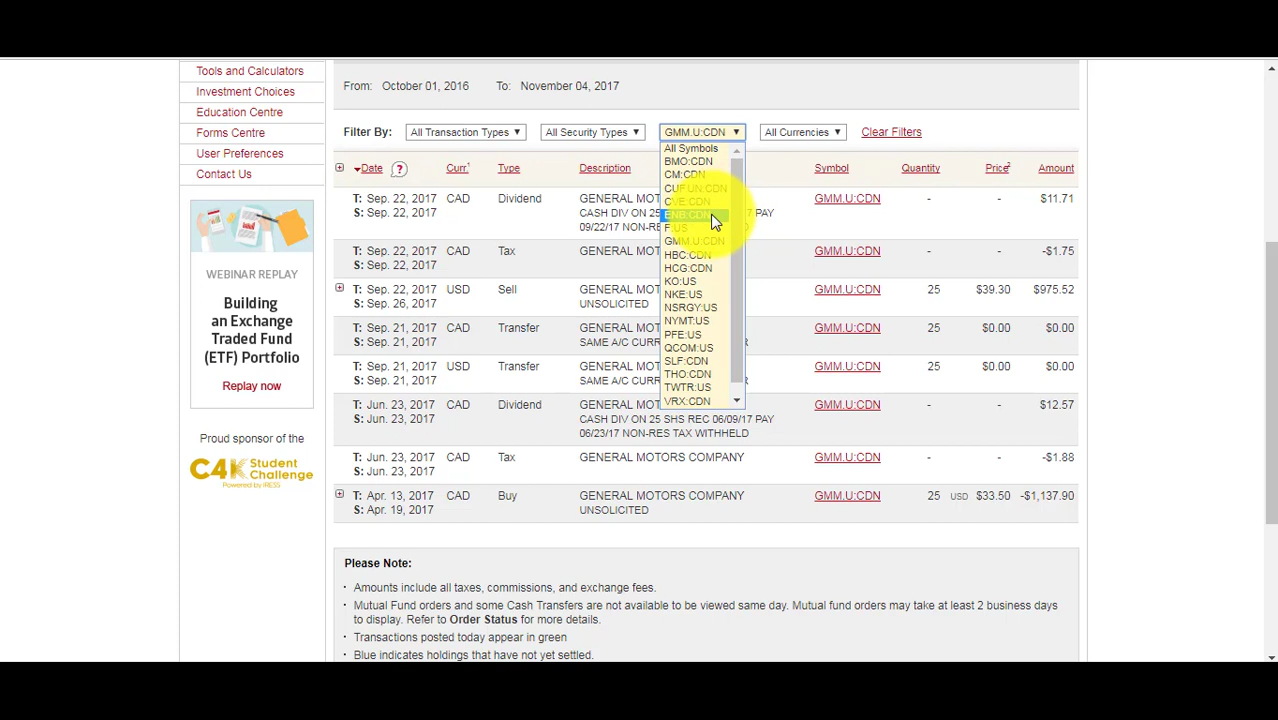 Tools and Calculators
Investment Choices
Education Centre
Forms Centre
User Preferences
Contact Us
WEBINAR REPLAY
Building
an Exchange
Traded Fund
(ETF) Portfolio
Replay now
Proud sponsor of the
C4K Student
Challenge
Powered by IRESS
From: October 01, 2016 To: November 04, 2017
Filter By: All Transaction Types ▼ All Security Types ▼ GMM.U:CDN ▼ All Currencies ▼ Clear Filters
All Symbols
BMO:CDN
CM:CDN
CUF.UN:CDN
CVE:CDN
ENB:CDN
F:US
GMM.U:CDN
HBC:CDN
HCG:CDN
KO:US
NKE:US
NSRGY:US
NYMT:US
PFE:US
QCOM:US
SLF:CDN
THO:CDN
TWTR:US
VRX:CDN
Date ? Curr¹ Type Description Symbol Quantity Price² Amount
T: Sep. 22, 2017 CAD Dividend GENERAL GMM.U:CDN - - $11.71
S: Sep. 22, 2017 CASH DIV ON 25 PAY
09/22/17 NON-RE
T: Sep. 22, 2017 CAD Tax GENERAL GMM.U:CDN - - -$1.75
S: Sep. 22, 2017
T: Sep. 22, 2017 USD Sell GENERAL GMM.U:CDN 25 $39.30 $975.52
S: Sep. 26, 2017 UNSOLICITED
T: Sep. 21, 2017 CAD Transfer GENERAL GMM.U:CDN 25 $0.00 $0.00
S: Sep. 21, 2017 SAME A/C CURR
T: Sep. 21, 2017 USD Transfer GENERAL GMM.U:CDN 25 $0.00 $0.00
S: Sep. 21, 2017 SAME A/C CURR
T: Jun. 23, 2017 CAD Dividend GENERAL GMM.U:CDN - - $12.57
S: Jun. 23, 2017 CASH DIV ON 25 SHS REC 06/09/17 PAY
06/23/17 NON-RES TAX WITHHELD
T: Jun. 23, 2017 CAD Tax GENERAL MOTORS COMPANY GMM.U:CDN - - -$1.88
S: Jun. 23, 2017
T: Apr. 13, 2017 CAD Buy GENERAL MOTORS COMPANY GMM.U:CDN 25 USD $33.50 -$1,137.90
S: Apr. 19, 2017 UNSOLICITED
Please Note:
· Amounts include all taxes, commissions, and exchange fees.
· Mutual Fund orders and some Cash Transfers are not available to be viewed same day. Mutual fund orders may take at least 2 business days
to display. Refer to Order Status for more details.
· Transactions posted today appear in green
· Blue indicates holdings that have not yet settled.